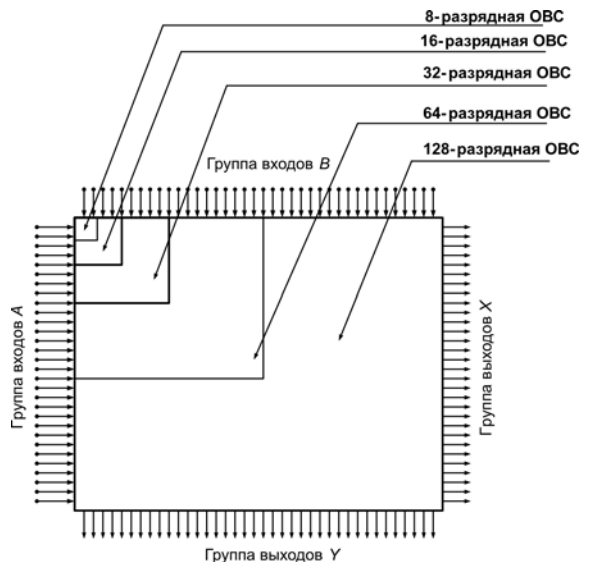 8-разрядная ОВС
16-разрядная ОВС
32-разрядная ОВС
64-разрядная ОВС
128-разрядная ОВС
Группа входов B
Группа входов A
Группа выходов X
Группа выходов Y